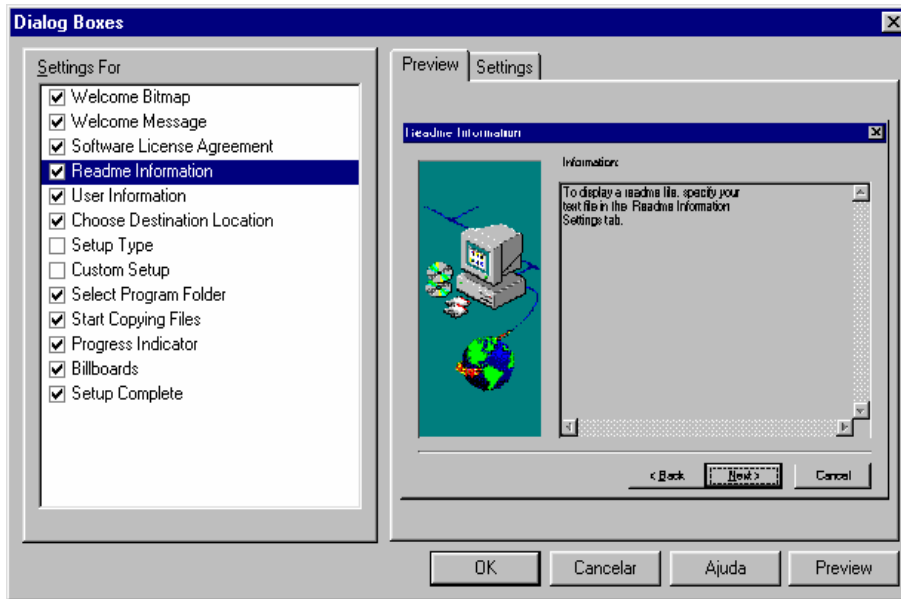 Dialog Boxes
Settings For
Welcome Bitmap
Welcome Message
Software License Agreement
Readme Information
User Information
Choose Destination Location
Setup Type
Custom Setup
Select Program Folder
Start Copying Files
Progress Indicator
Billboards
Setup Complete
Preview
Settings
Readme Information
Information:
To display a readme file, specify your
text file in the Readme Information
Settings tab.
< Back
Next >
Cancel
OK
Cancelar
Ajuda
Preview